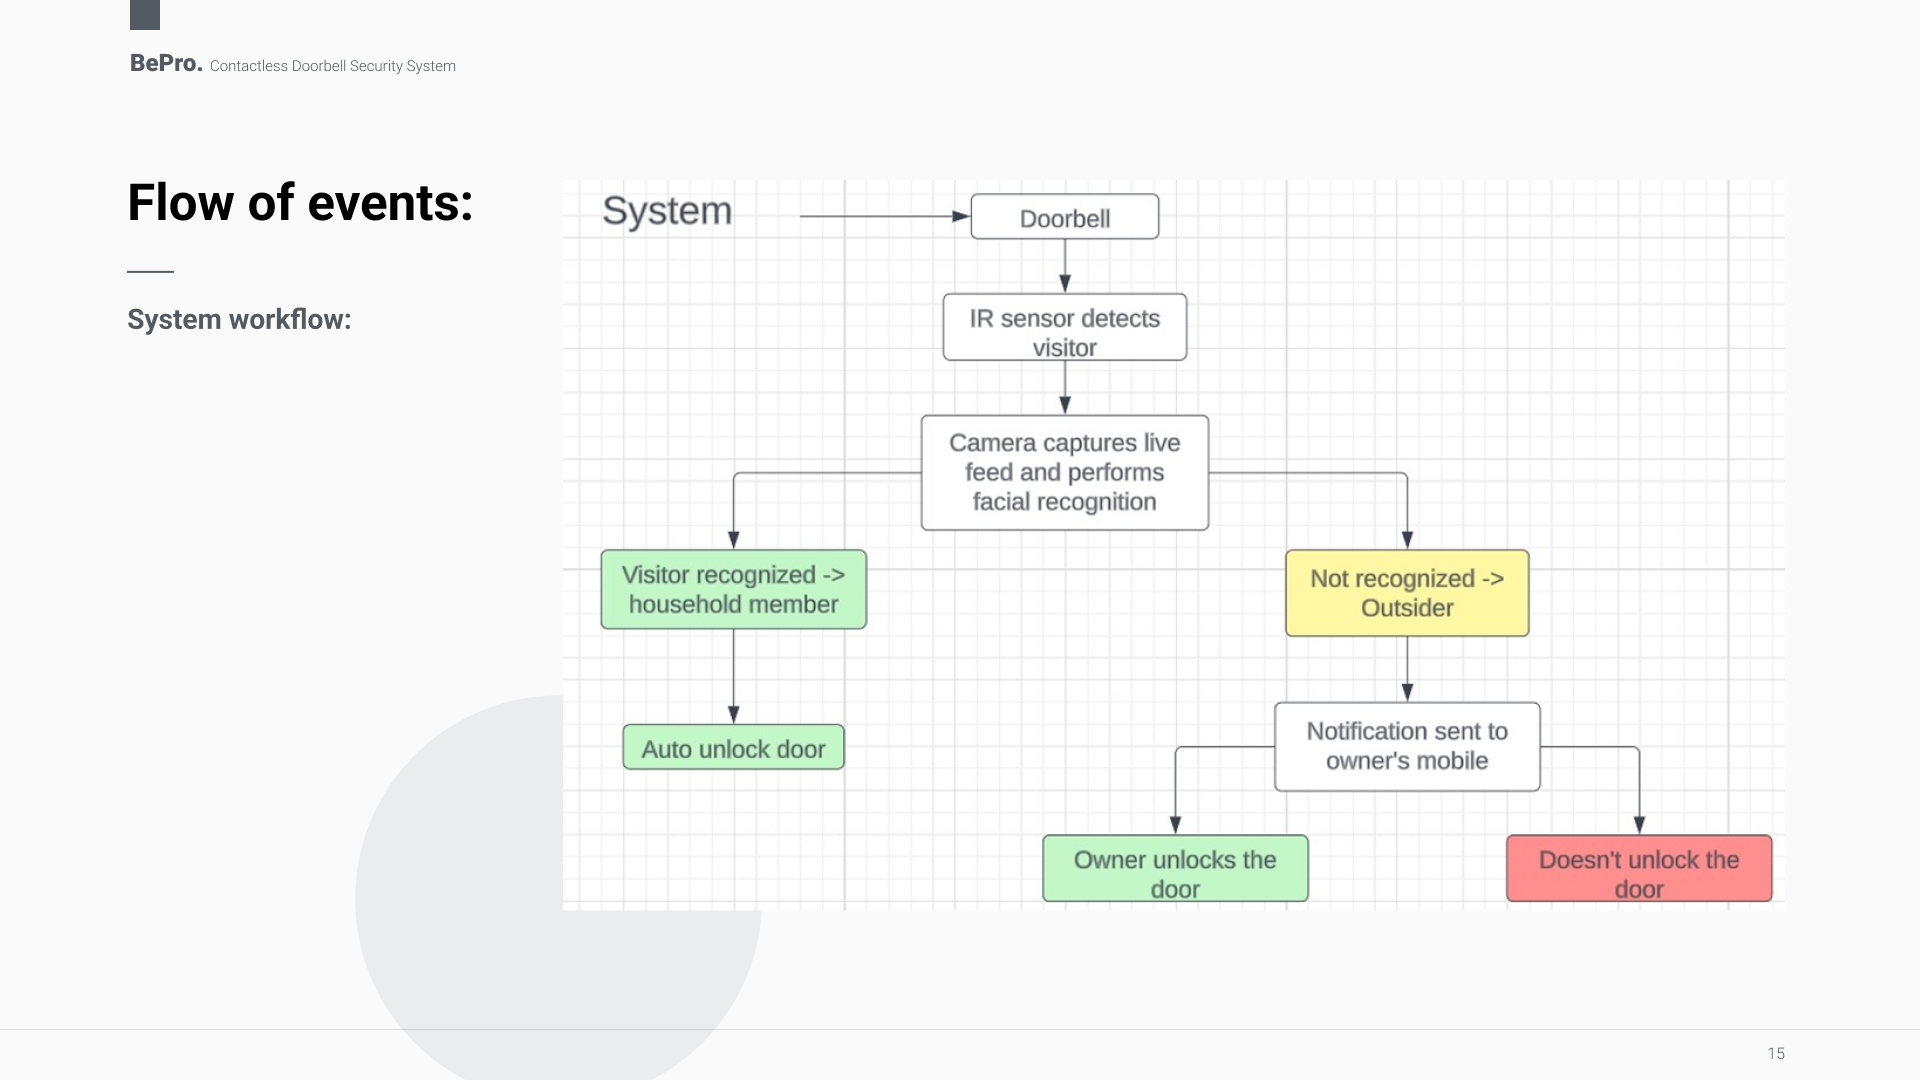 BePro. Contactless Doorbell Security System
Flow of events:
System workflow:
System
Doorbell
IR sensor detects
visitor
Camera captures live
feed and performs
facial recognition
Visitor recognized ->
household member
Not recognized ->
Outsider
Auto unlock door
Notification sent to
owner's mobile
Owner unlocks the
door
Doesn't unlock the
door
15